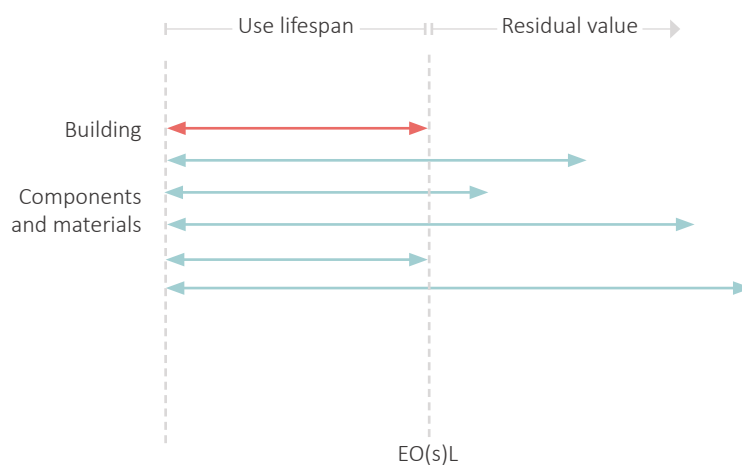 Use lifespan
Residual value
Building
Components
and materials
EO(s)L